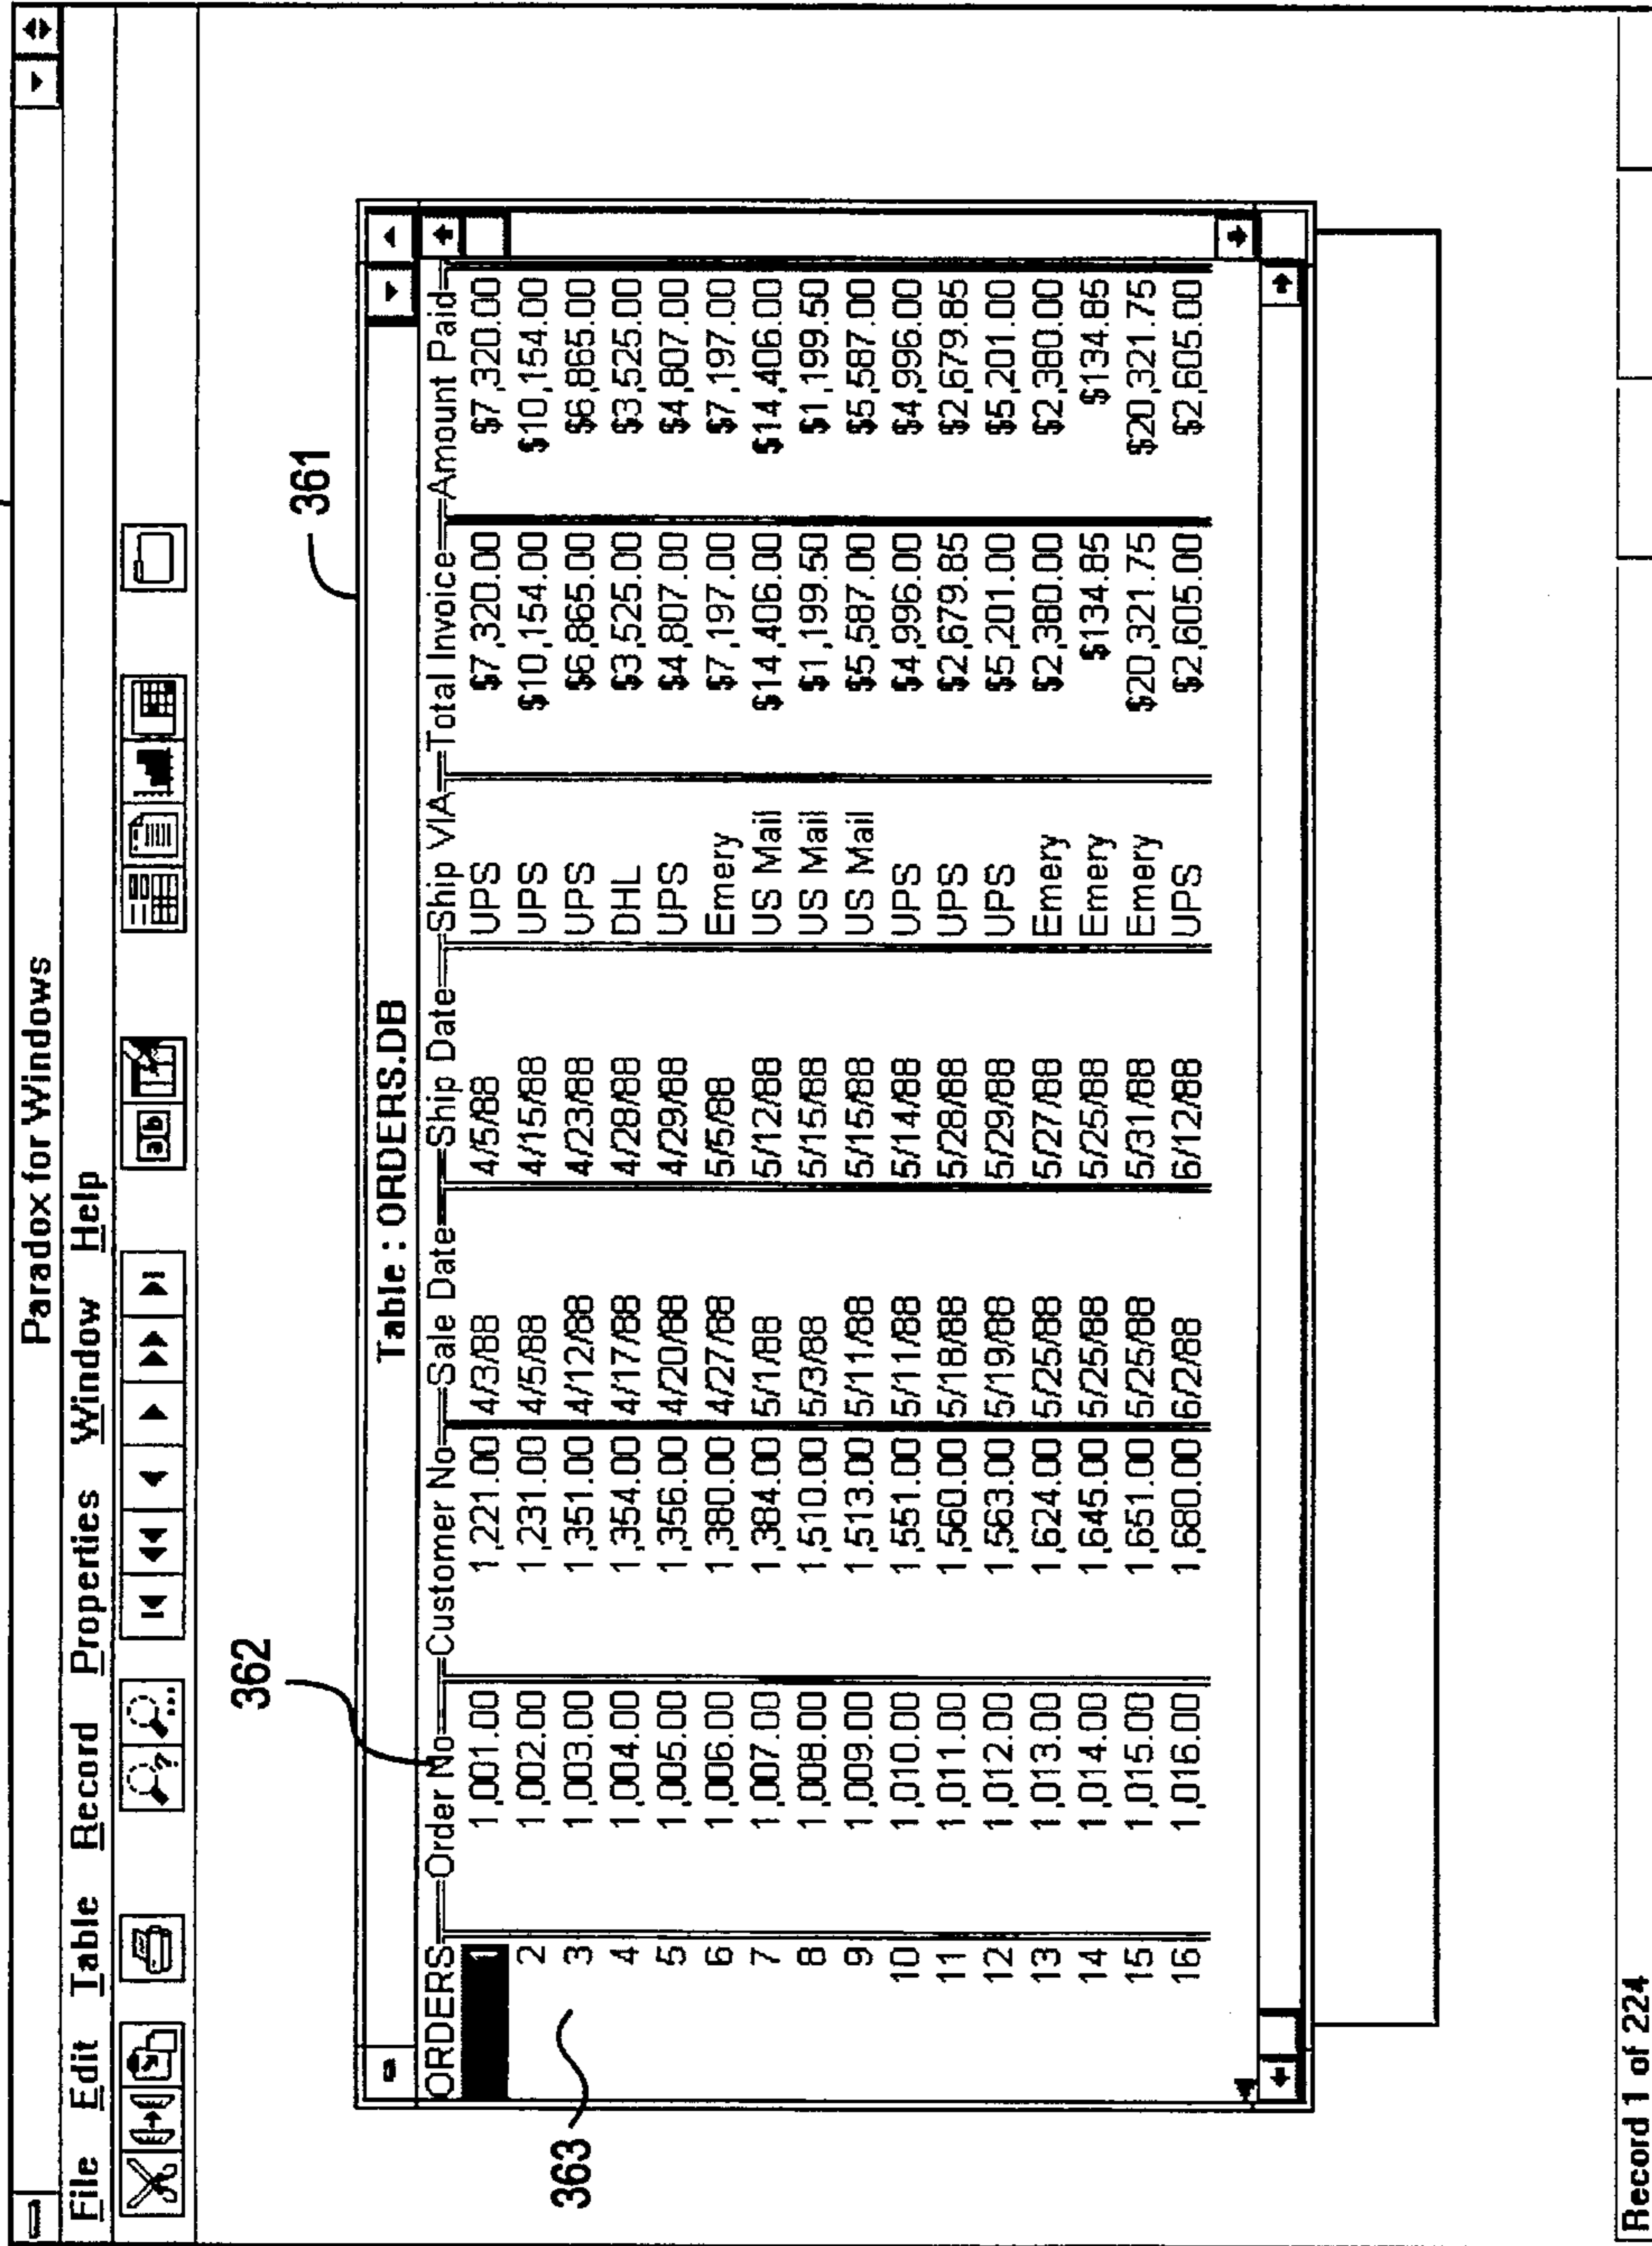 Paradox for Windows
File Edit Table Record Properties Window Help
ab
361
362
363
Table : ORDERS.DB
ORDERS Order No Customer No Sale Date Ship Date Ship VIA Total Invoice Amount Paid
1 1,001.00 1,221.00 4/3/88 4/5/88 UPS $7,320.00 $7,320.00
2 1,002.00 1,231.00 4/5/88 4/15/88 UPS $10,154.00 $10,154.00
3 1,003.00 1,351.00 4/12/88 4/23/88 UPS $6,865.00 $6,865.00
4 1,004.00 1,354.00 4/17/88 4/28/88 DHL $3,525.00 $3,525.00
5 1,005.00 1,356.00 4/20/88 4/29/88 UPS $4,807.00 $4,807.00
6 1,006.00 1,380.00 4/27/88 5/5/88 Emery $7,197.00 $7,197.00
7 1,007.00 1,384.00 5/1/88 5/12/88 US Mail $14,406.00 $14,406.00
8 1,008.00 1,510.00 5/3/88 5/15/88 US Mail $1,199.50 $1,199.50
9 1,009.00 1,513.00 5/11/88 5/15/88 US Mail $5,587.00 $5,587.00
10 1,010.00 1,551.00 5/11/88 5/14/88 UPS $4,996.00 $4,996.00
11 1,011.00 1,560.00 5/18/88 5/28/88 UPS $2,679.85 $2,679.85
12 1,012.00 1,563.00 5/19/88 5/29/88 UPS $5,201.00 $5,201.00
13 1,013.00 1,624.00 5/25/88 5/27/88 Emery $2,380.00 $2,380.00
14 1,014.00 1,645.00 5/25/88 5/25/88 Emery $134.85 $134.85
15 1,015.00 1,651.00 5/25/88 5/31/88 Emery $20,321.75 $20,321.75
16 1,016.00 1,680.00 6/2/88 6/12/88 UPS $2,605.00 $2,605.00
Record 1 of 224